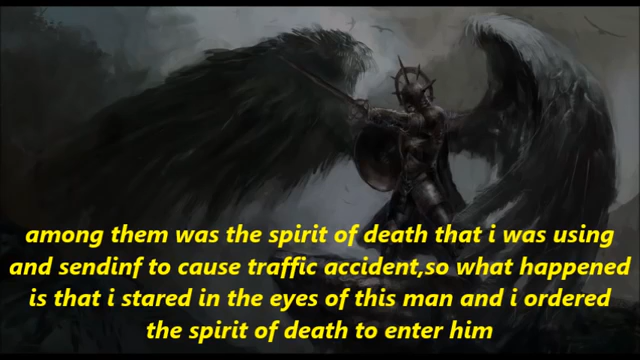 among them was the spirit of death that i was using
and sendinf to cause traffic accident,so what happened
is that i stared in the eyes of this man and i ordered
the spirit of death to enter him